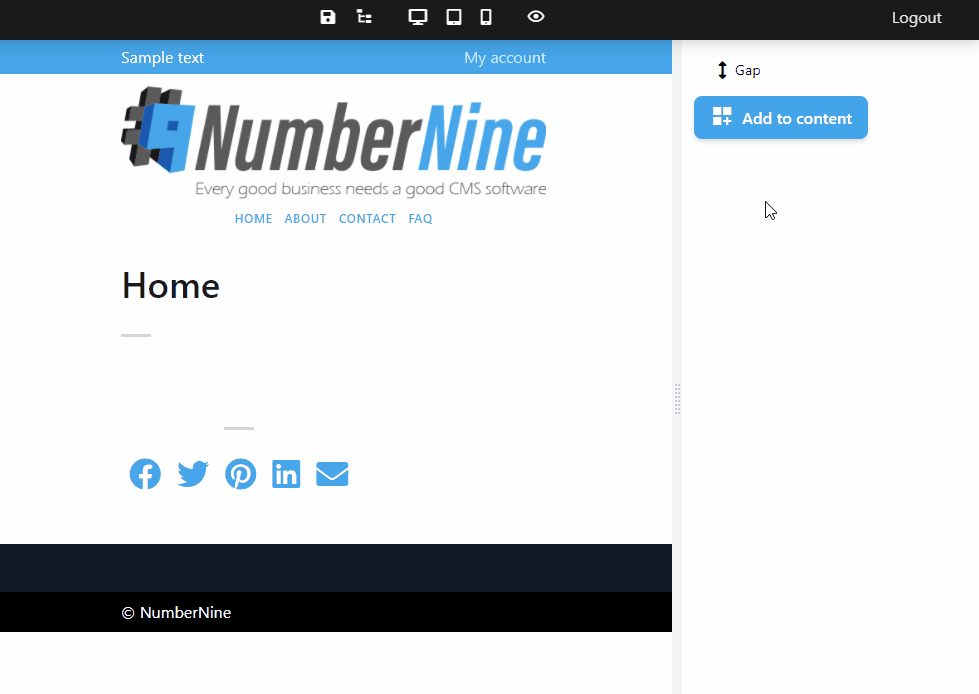 Logout
Sample text My account
Gap
Add to content
NumberNine
Every good business needs a good CMS software
HOME ABOUT CONTACT FAQ
Home
© NumberNine